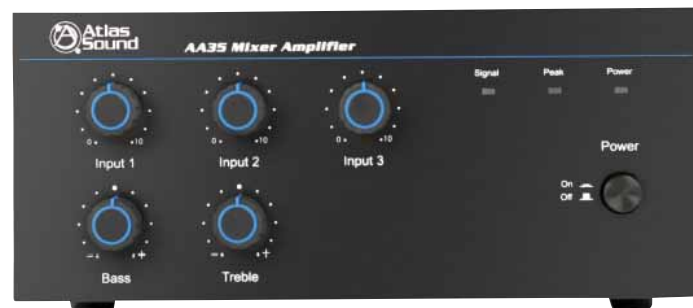 Atlas
Sound
AA35 Mixer Amplifier
Signal Peak Power
0 +10 0 +10 0 +10
Input 1 Input 2 Input 3
Power
On
Off
- + - +
Bass Treble